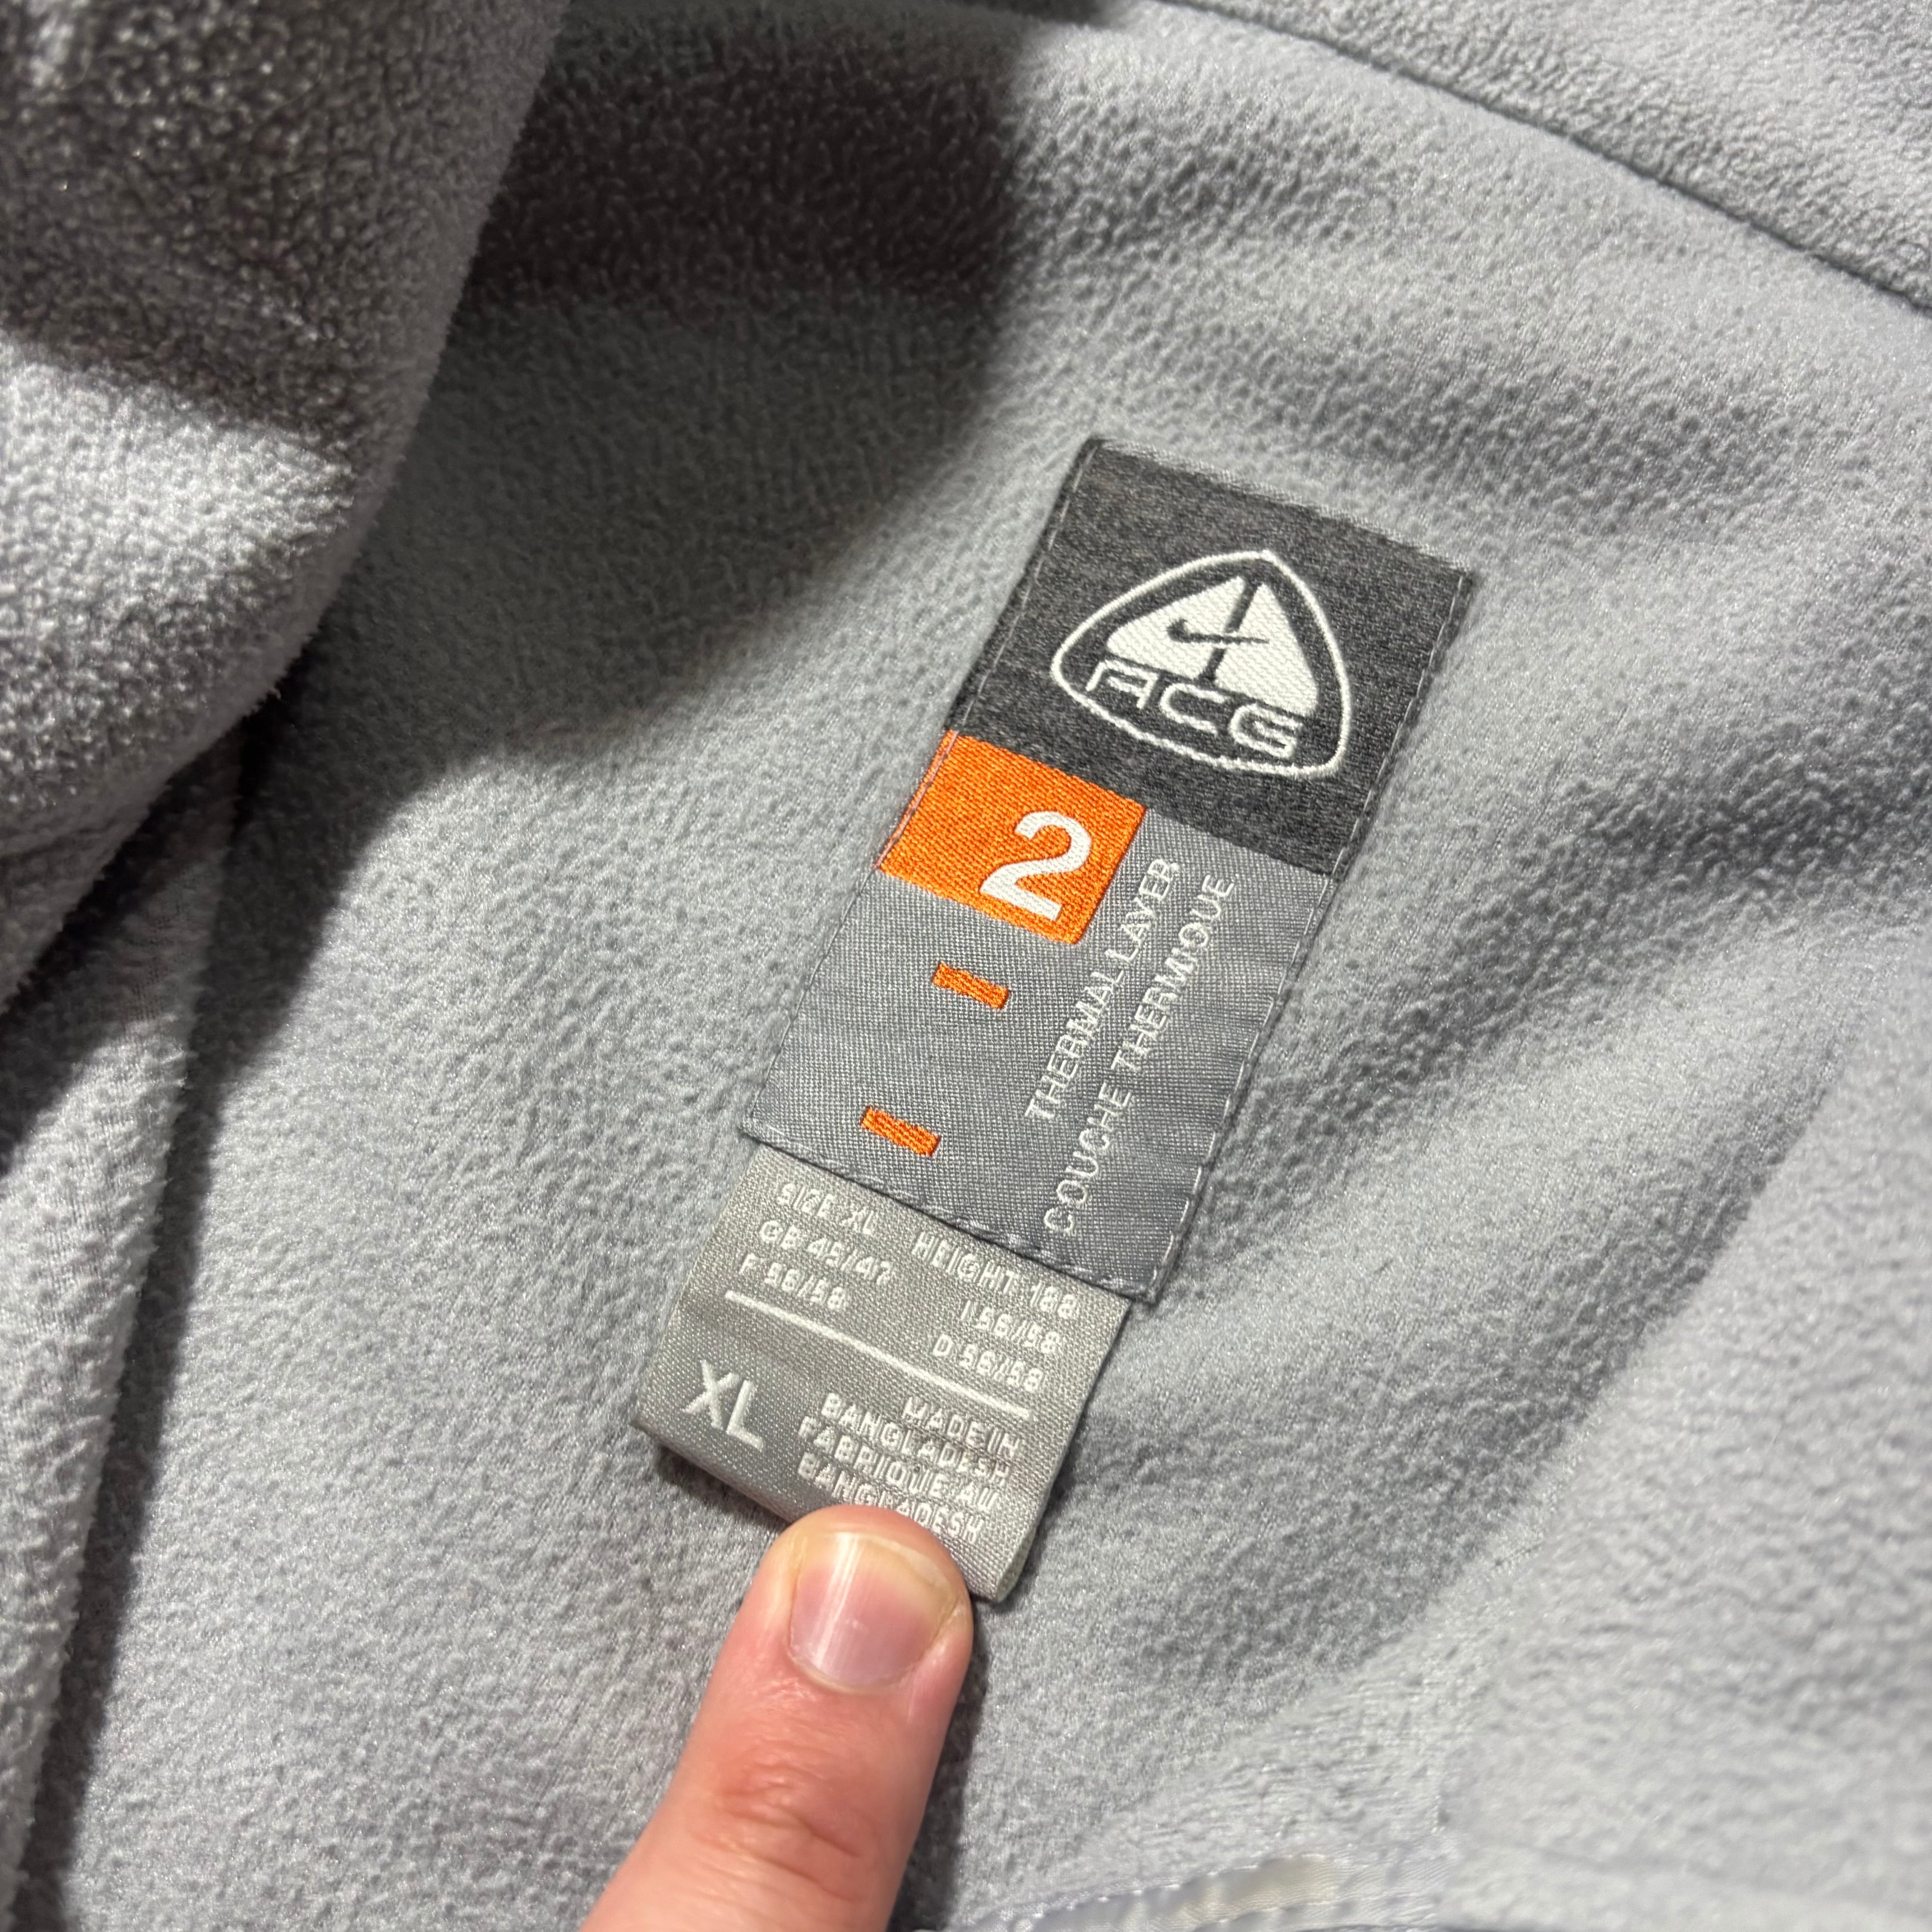 ACG
2
THERMAL LAYER
COUCHE THERMIQUE
SIZE XL HEIGHT 188
GB 45/47 I 56/58
F 56/58 D 56/58
XL
MADE IN
BANGLADESH
FABRIQUE AU
BANGLADESH